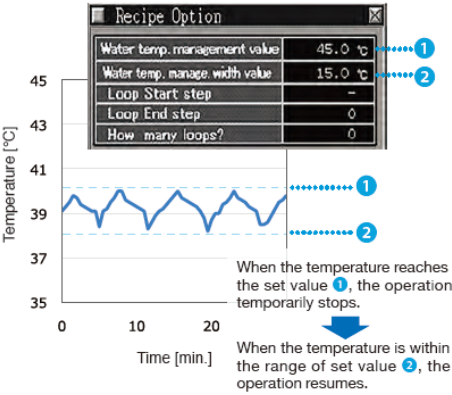 Recipe Option
Water temp. management value 45.0 ℃ 1
Water temp. manage. width value 15.0 ℃ 2
Loop Start step –
Loop End step 0
How many loops? 0
Temperature [°C]
45
43
41
39
37
35
1
2
0 10 20
Time [min.]
When the temperature reaches
the set value 1, the operation
temporarily stops.
When the temperature is within
the range of set value 2, the
operation resumes.